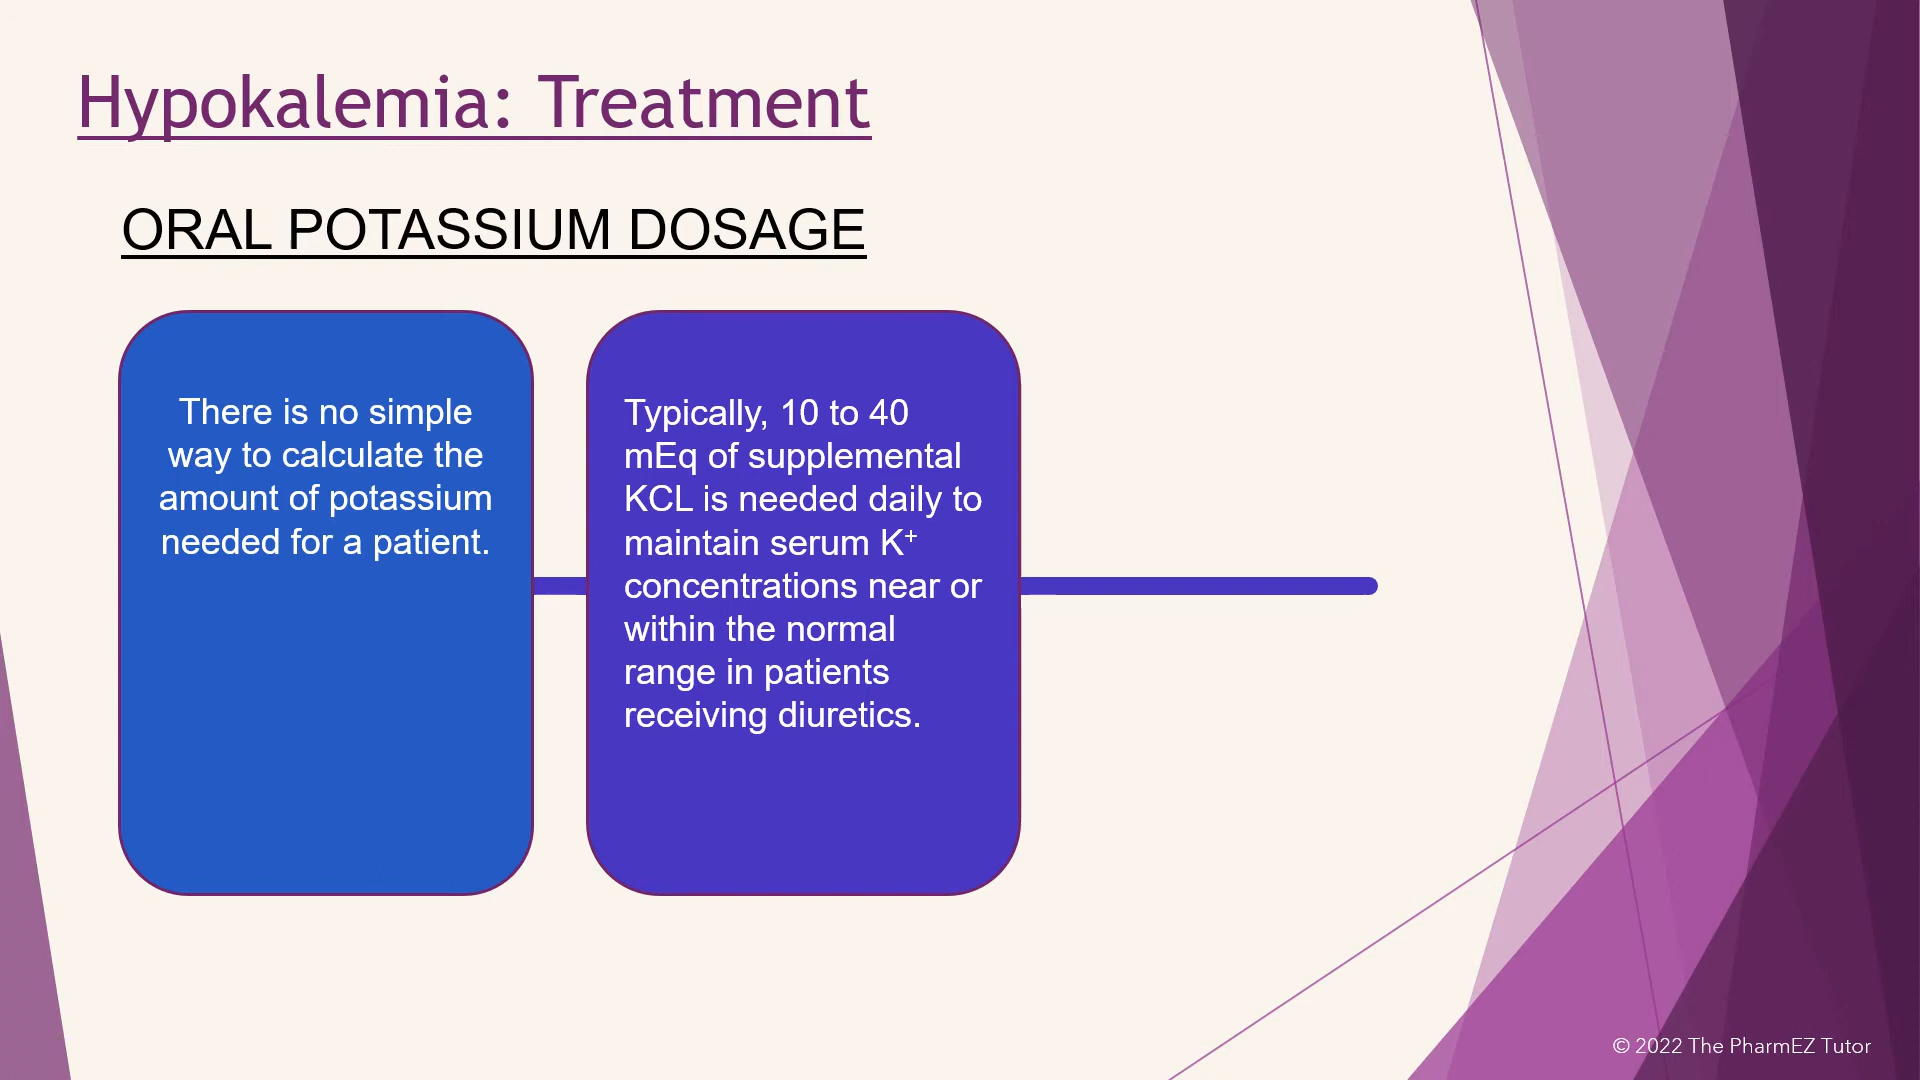 Hypokalemia: Treatment
ORAL POTASSIUM DOSAGE
There is no simple
way to calculate the
amount of potassium
needed for a patient.
Typically, 10 to 40
mEq of supplemental
KCL is needed daily to
maintain serum K⁺
concentrations near or
within the normal
range in patients
receiving diuretics.
© 2022 The PharmEZ Tutor